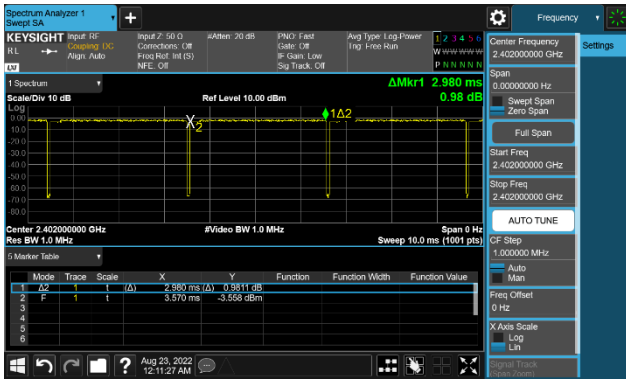 Spectrum Analyzer 1
Swept SA
Frequency
KEYSIGHT
RL
LXI
Input: RF
Coupling: DC
Align: Auto
Input Z: 50 Ω
Corrections: Off
Freq Ref: Int (S)
NFE: Off
#Atten: 20 dB
PNO: Fast
Gate: Off
IF Gain: Low
Sig Track: Off
Avg Type: Log-Power
Trig: Free Run
1 2 3 4 5 6
W W W W W W
P N N N N N
1 Spectrum
ΔMkr1 2.980 ms
0.98 dB
Scale/Div 10 dB
Ref Level 10.00 dBm
Log
0.00
-10.0
-20.0
-30.0
-40.0
-50.0
-60.0
-70.0
-80.0
X2
1Δ2
Center 2.402000000 GHz
Res BW 1.0 MHz
#Video BW 1.0 MHz
Span 0 Hz
Sweep 10.0 ms (1001 pts)
5 Marker Table
Mode Trace Scale X Y Function Function Width Function Value
1 Δ2 1 t (Δ) 2.980 ms (Δ) 0.9811 dB
2 F 1 t 3.570 ms -3.568 dBm
3
4
5
6
Aug 23, 2022
12:11:27 AM
Center Frequency
2.402000000 GHz
Settings
Span
0.00000000 Hz
Swept Span
Zero Span
Full Span
Start Freq
2.402000000 GHz
Stop Freq
2.402000000 GHz
AUTO TUNE
CF Step
1.000000 MHz
Auto
Man
Freq Offset
0 Hz
X Axis Scale
Log
Lin
Signal Track
(Span Zoom)